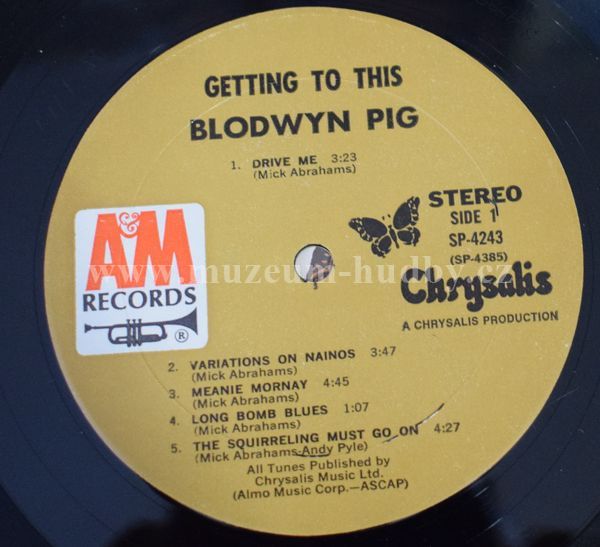 GETTING TO THIS
BLODWYN PIG
1. DRIVE ME 3:23
(Mick Abrahams)
STEREO
SIDE 1
SP-4243
(SP-4385)
Chrysalis
A CHRYSALIS PRODUCTION
A&M
RECORDS
®
www.muzeum-hudby.cz
2. VARIATIONS ON NAINOS 3:47
(Mick Abrahams)
3. MEANIE MORNAY 4:45
(Mick Abrahams)
4. LONG BOMB BLUES 1:07
(Mick Abrahams)
5. THE SQUIRRELING MUST GO ON 4:27
(Mick Abrahams-Andy Pyle)
All Tunes Published by
Chrysalis Music Ltd.
(Almo Music Corp.—ASCAP)